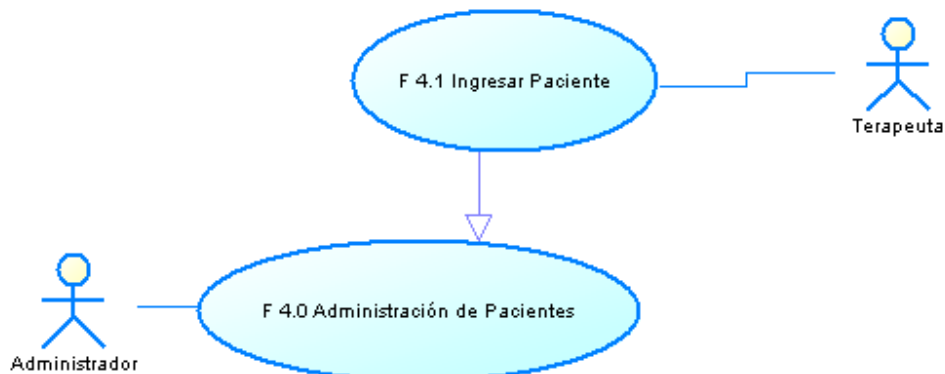 F 4.1 Ingresar Paciente
Terapeuta
F 4.0 Administración de Pacientes
Administrador